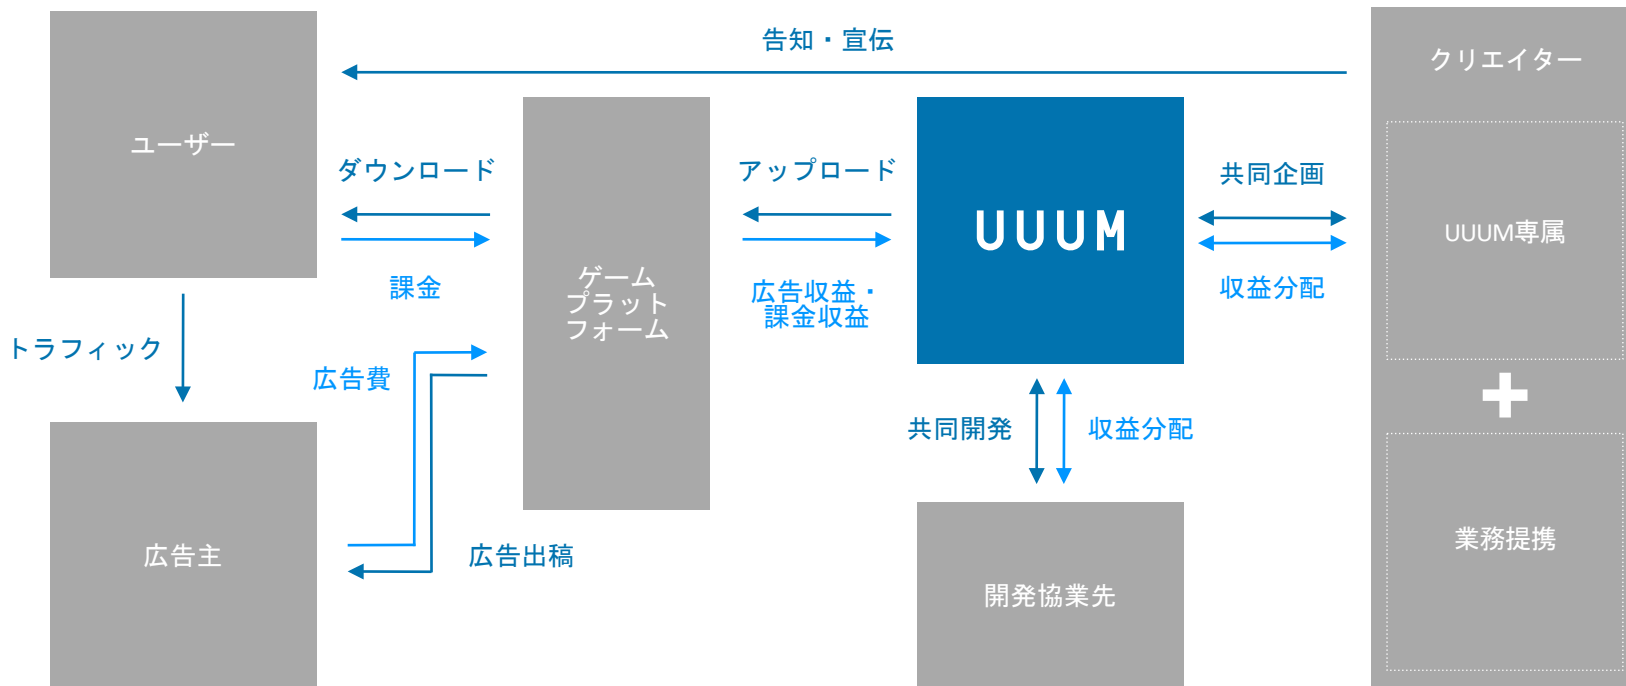 告知・宣伝
クリエイター
ユーザー
ダウンロード
アップロード
共同企画
UUUM
UUUM専属
課金
ゲーム
プラット
フォーム
広告収益・
課金収益
収益分配
トラフィック
広告費
共同開発
収益分配
広告主
広告出稿
開発協業先
業務提携